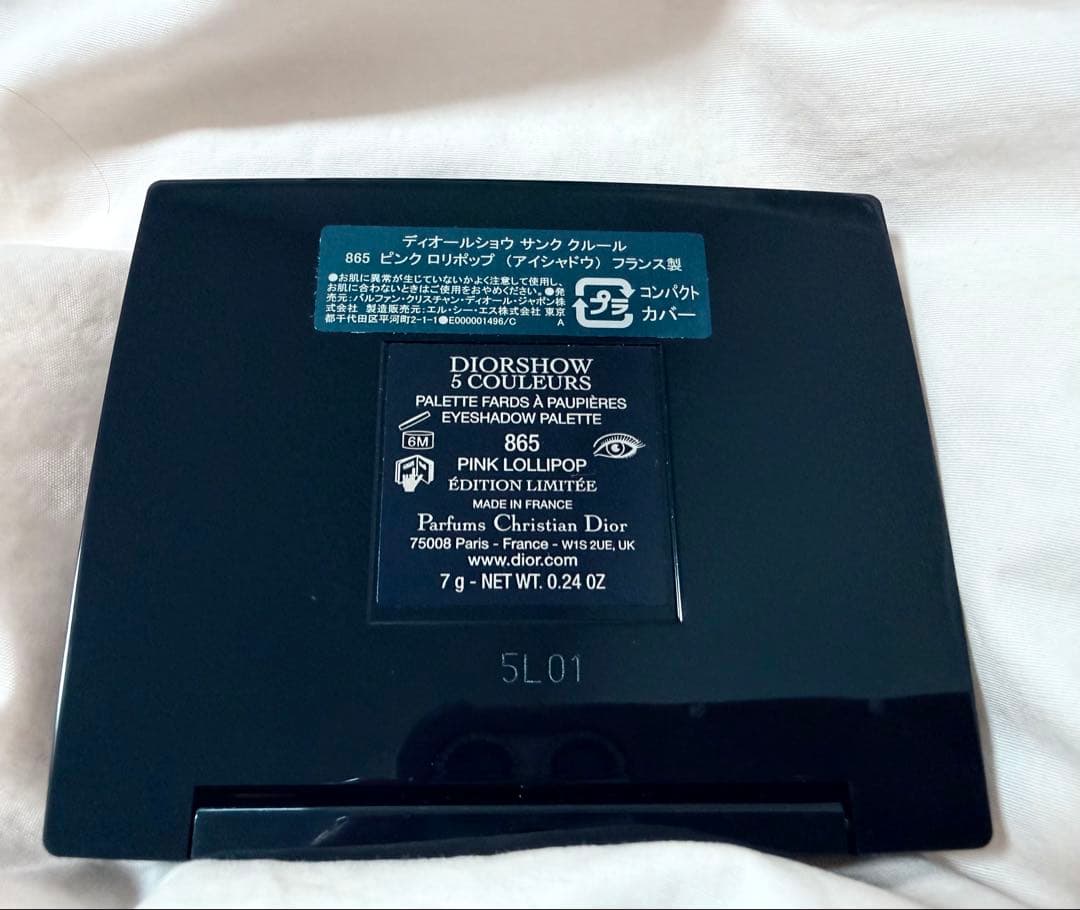 ディオールショウ サンク クルール
865 ピンク ロリポップ （アイシャドウ） フランス製
●お肌に異常が生じていないかよく注意して使用し、
お肌に合わないときはご使用をおやめください。●発
売元:パルファン・クリスチャン・ディオール・ジャポン株
式会社 製造販売元:エル・シー・エス株式会社 東京
都千代田区平河町2-1-1●E000001496/C A
プラ
コンパクト
カバー
DIORSHOW
5 COULEURS
PALETTE FARDS À PAUPIÈRES
EYESHADOW PALETTE
6M
865
PINK LOLLIPOP
ÉDITION LIMITÉE
MADE IN FRANCE
Parfums Christian Dior
75008 Paris - France - W1S 2UE, UK
www.dior.com
7 g - NET WT. 0.24 OZ
5L01